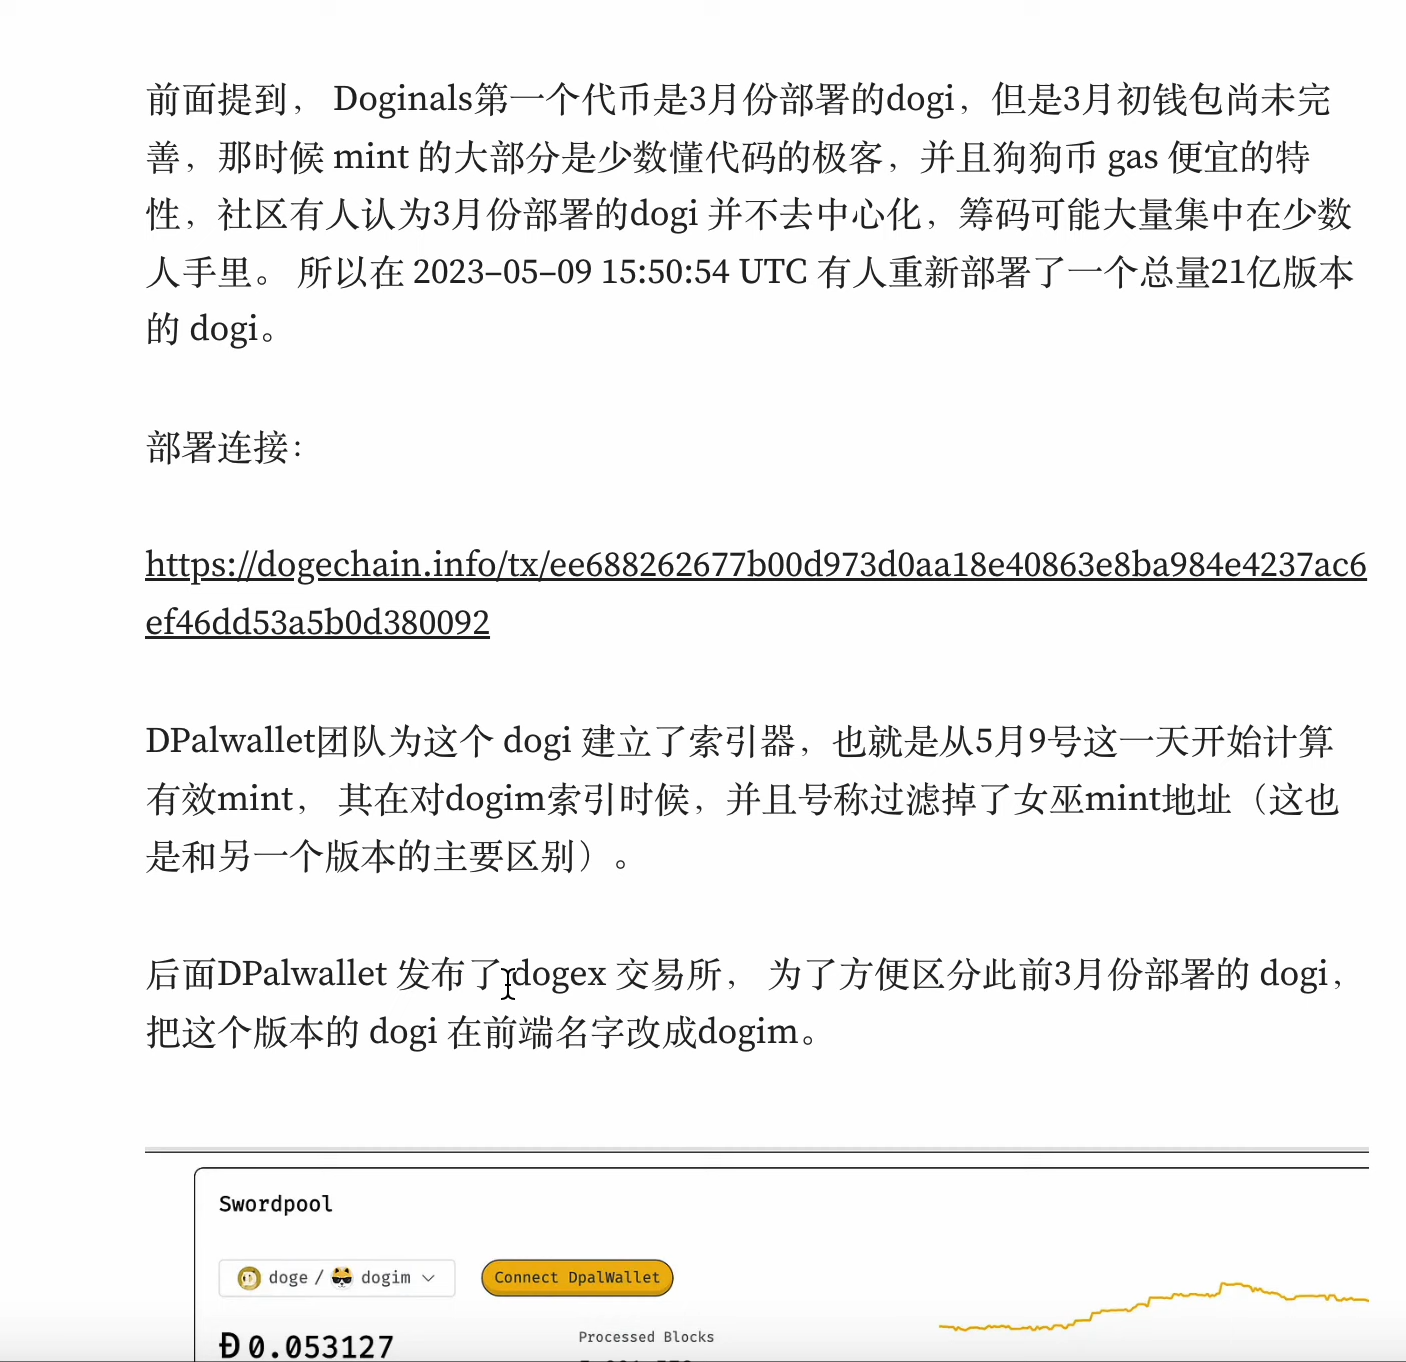 前面提到， Doginals第一个代币是3月份部署的dogi，但是3月初钱包尚未完
善，那时候 mint 的大部分是少数懂代码的极客，并且狗狗币 gas 便宜的特
性，社区有人认为3月份部署的dogi 并不去中心化，筹码可能大量集中在少数
人手里。 所以在 2023-05-09 15:50:54 UTC 有人重新部署了一个总量21亿版本
的 dogi。
部署连接：
https://dogechain.info/tx/ee688262677b00d973d0aa18e40863e8ba984e4237ac6
ef46dd53a5b0d380092
DPalwallet团队为这个 dogi 建立了索引器，也就是从5月9号这一天开始计算
有效mint， 其在对dogim索引时候，并且号称过滤掉了女巫mint地址（这也
是和另一个版本的主要区别）。
后面DPalwallet 发布了 dogex 交易所， 为了方便区分此前3月份部署的 dogi，
把这个版本的 dogi 在前端名字改成dogim。
Swordpool
doge / dogim
Connect DpalWallet
Ð0.053127
Processed Blocks